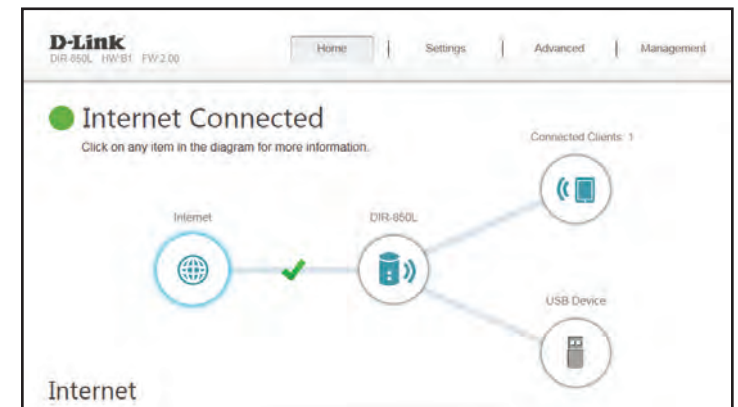 D-Link
DIR-850L HW:B1 FW:2.00
Home | Settings | Advanced | Management
Internet Connected
Click on any item in the diagram for more information.
Connected Clients: 1
Internet
DIR-850L
USB Device
Internet